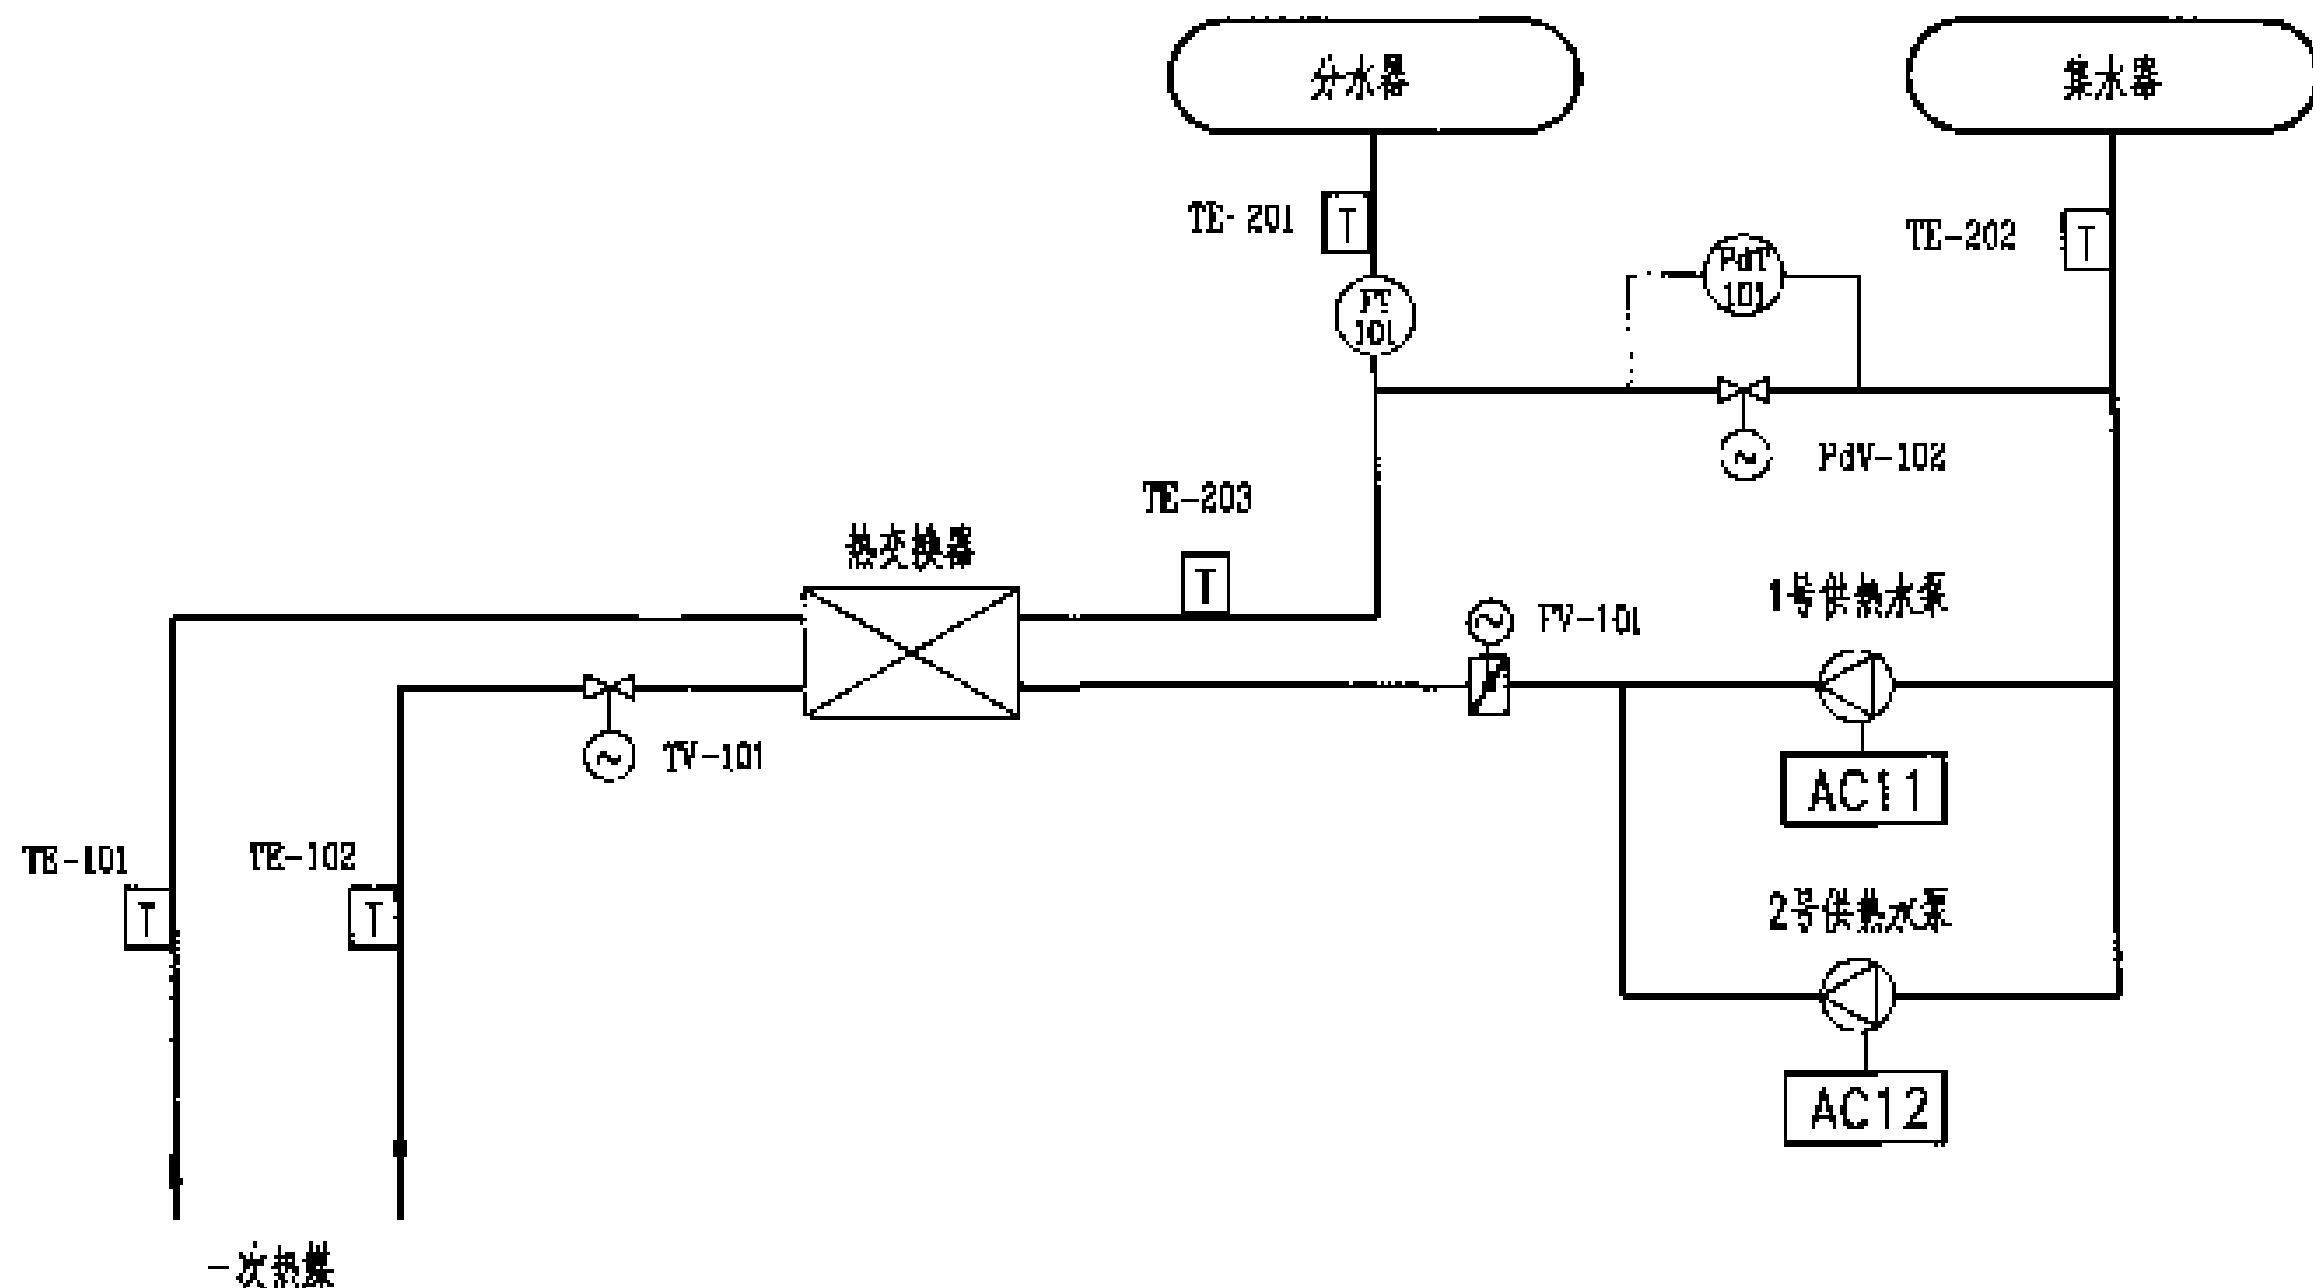 分水器
集水器
TE-201
T
TE-202
T
PdT
101
FT
101
PdV-102
TE-203
T
热变换器
1号供热水泵
FV-101
TV-101
AC11
TE-101
T
TE-102
T
2号供热水泵
AC12
一次热媒